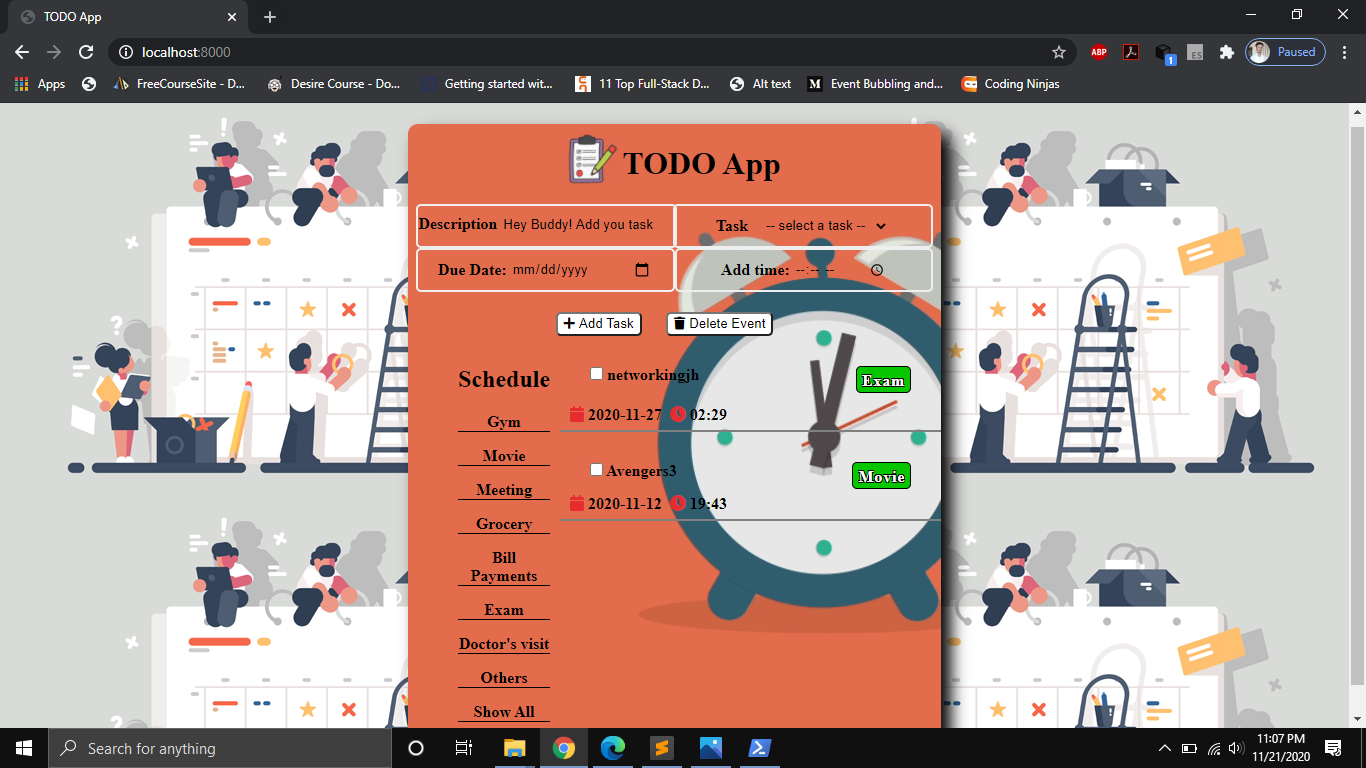 TODO App
localhost:8000
ABP
1
ES
Paused
Apps
FreeCourseSite - D...
Desire Course - Do...
Getting started wit...
11 Top Full-Stack D...
Alt text
M
Event Bubbling and...
Coding Ninjas
TODO App
Description Hey Buddy! Add you task
Task -- select a task --
Due Date: mm/dd/yyyy
Add time: --:-- --
Add Task
Delete Event
Schedule
Gym
Movie
Meeting
Grocery
Bill
Payments
Exam
Doctor's visit
Others
Show All
networkingjh
Exam
2020-11-27 02:29
Avengers3
Movie
2020-11-12 19:43
Search for anything
11:07 PM
11/21/2020